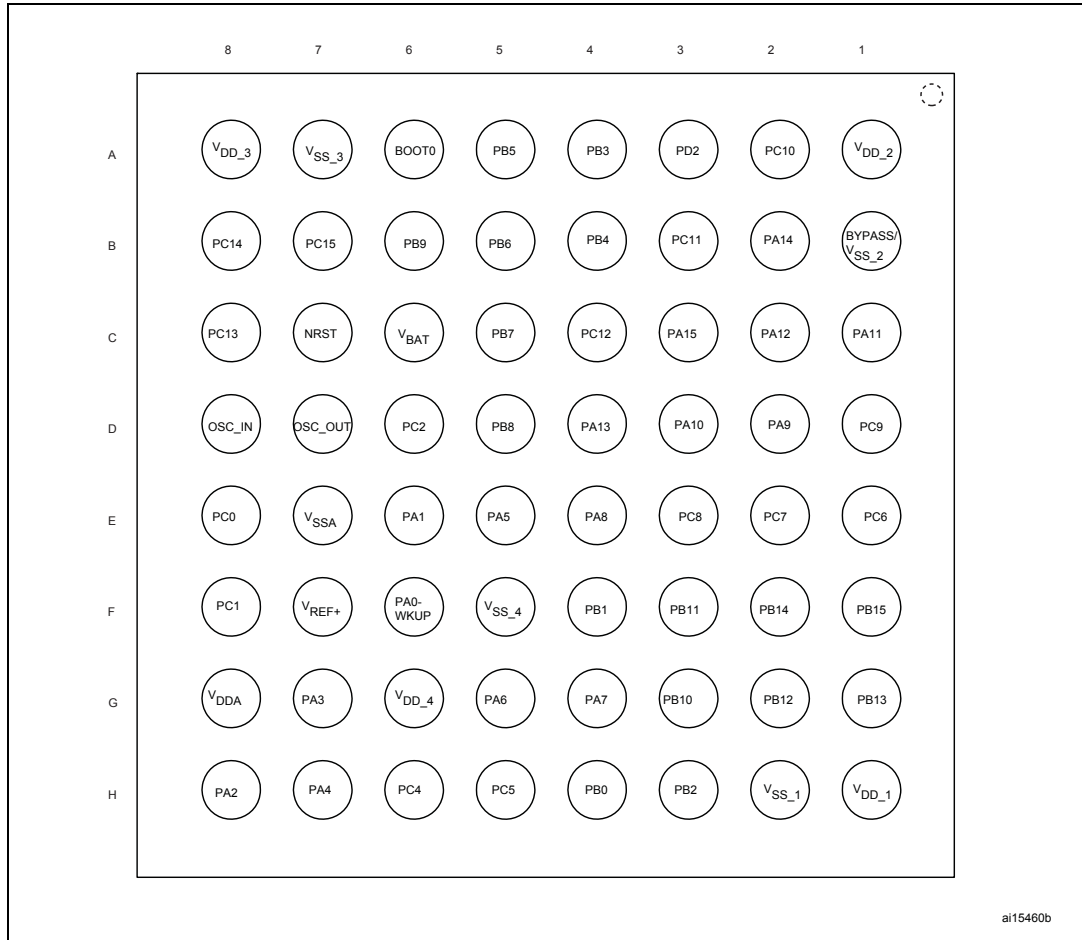 8 7 6 5 4 3 2 1
A VDD_3 VSS_3 BOOT0 PB5 PB3 PD2 PC10 VDD_2
B PC14 PC15 PB9 PB6 PB4 PC11 PA14 BYPASS/VSS_2
C PC13 NRST VBAT PB7 PC12 PA15 PA12 PA11
D OSC_IN OSC_OUT PC2 PB8 PA13 PA10 PA9 PC9
E PC0 VSSA PA1 PA5 PA8 PC8 PC7 PC6
F PC1 VREF+ PA0-WKUP VSS_4 PB1 PB11 PB14 PB15
G VDDA PA3 VDD_4 PA6 PA7 PB10 PB12 PB13
H PA2 PA4 PC4 PC5 PB0 PB2 VSS_1 VDD_1
ai15460b